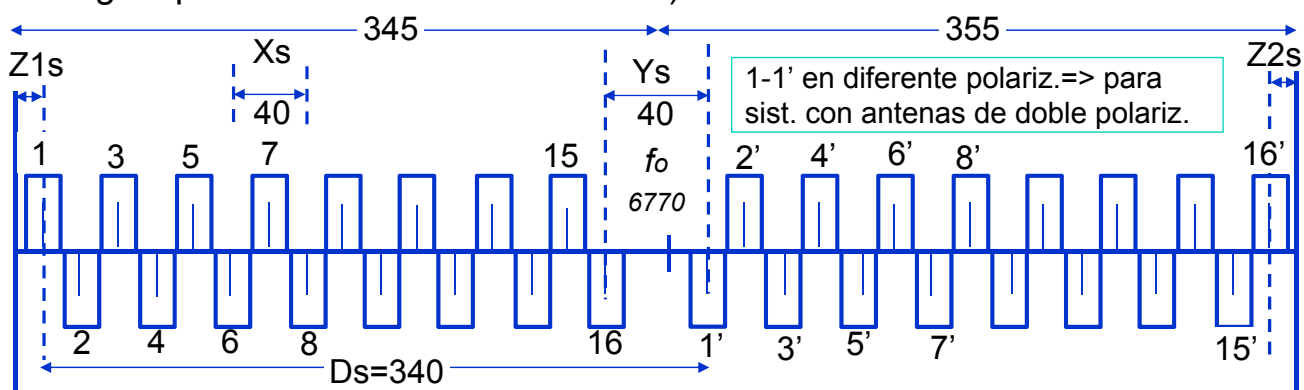 345
355
Z1s
Xs
40
Ys
40
fo
6770
1-1’ en diferente polariz.=> para
sist. con antenas de doble polariz.
Z2s
1 3 5 7 15 2’ 4’ 6’ 8’ 16’
2 4 6 8 16 1’ 3’ 5’ 7’ 15’
Ds=340